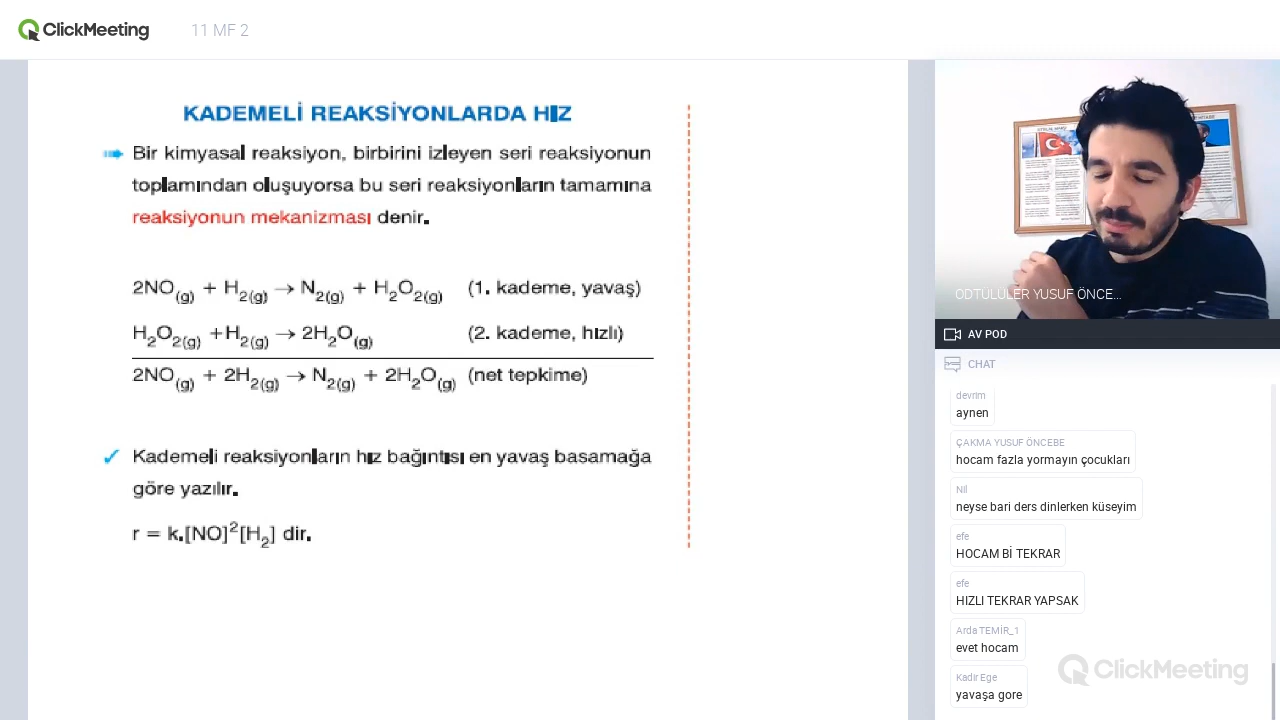 ClickMeeting
11 MF 2
KADEMELİ REAKSİYONLARDA HIZ
Bir kimyasal reaksiyon, birbirini izleyen seri reaksiyonun
toplamından oluşuyorsa bu seri reaksiyonların tamamına
reaksiyonun mekanizması denir.
2NO(g) + H2(g) → N2(g) + H2O2(g) (1. kademe, yavaş)
H2O2(g) +H2(g) → 2H2O(g) (2. kademe, hızlı)
2NO(g) + 2H2(g) → N2(g) + 2H2O(g) (net tepkime)
✓ Kademeli reaksiyonların hız bağıntısı en yavaş basamağa
göre yazılır.
r = k.[NO]²[H2] dir.
ODTÜLÜLER YUSUF ÖNCE...
AV POD
CHAT
devrim
aynen
ÇAKMA YUSUF ÖNCEBE
hocam fazla yormayın çocukları
Nil
neyse bari ders dinlerken küseyim
efe
HOCAM Bİ TEKRAR
efe
HIZLI TEKRAR YAPSAK
Arda TEMİR_1
evet hocam
Kadir Ege
yavaşa gore
ClickMeeting